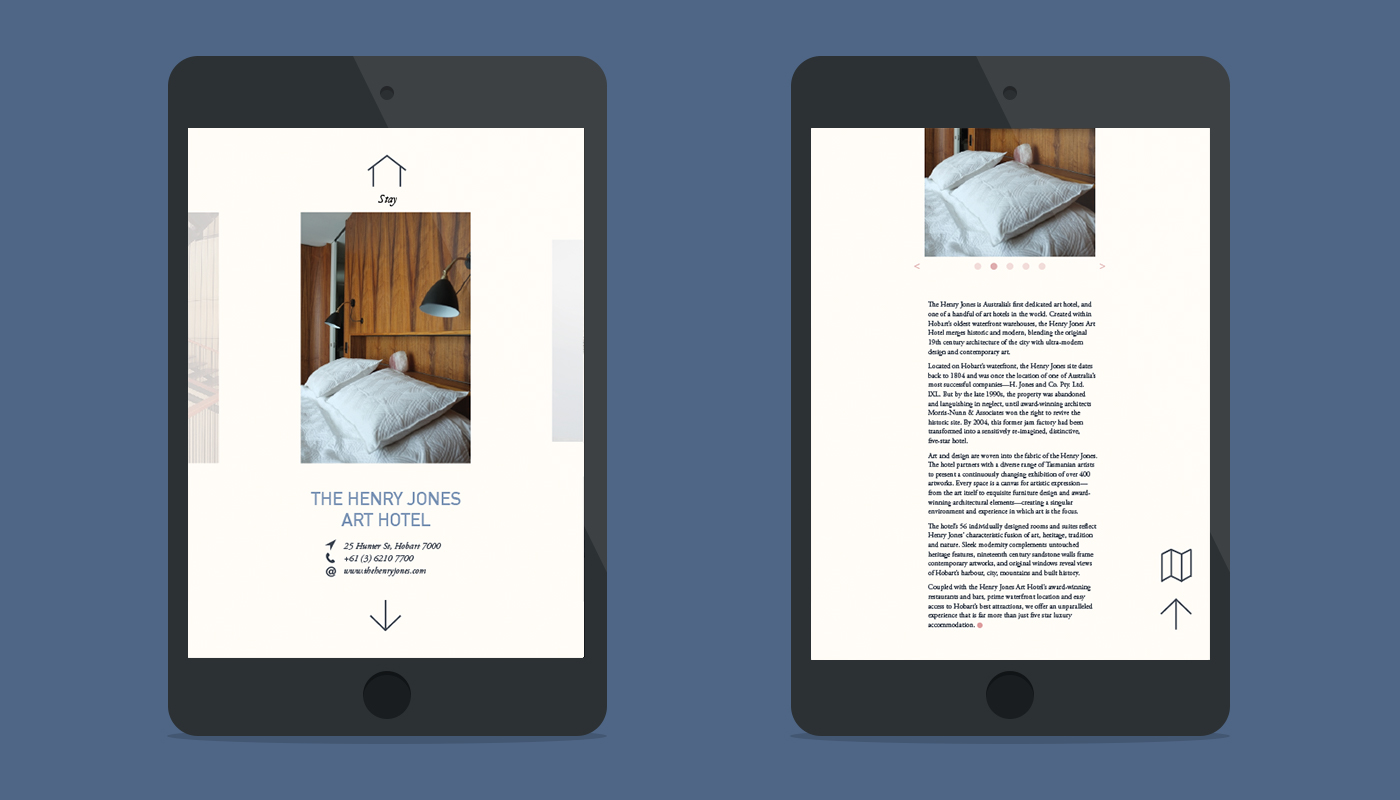 Stay
THE HENRY JONES
ART HOTEL
25 Hunter St, Hobart 7000
+61 (3) 6210 7700
@ www.thehenryjones.com
< >
The Henry Jones is Australia's first dedicated art hotel, and
one of a handful of art hotels in the world. Created within
Hobart's oldest waterfront warehouses, the Henry Jones Art
Hotel merges historic and modern, blending the original
19th century architecture of the city with ultra-modern
design and contemporary art.
Located on Hobart's waterfront, the Henry Jones site dates
back to 1804 and was once the location of one of Australia's
most successful companies—H. Jones and Co. Pty. Ltd.
IXL. But by the late 1990s, the property was abandoned
and languishing in neglect, until award-winning architects
Morris-Nunn & Associates won the right to revive the
historic site. By 2004, this former jam factory had been
transformed into a sensitively re-imagined, distinctive,
five-star hotel.
Art and design are woven into the fabric of the Henry Jones.
The hotel partners with a diverse range of Tasmanian artists
to present a continuously changing exhibition of over 400
artworks. Every space is a canvas for artistic expression—
from the art itself to exquisite furniture design and award-
winning architectural elements—creating a singular
environment and experience in which art is the focus.
The hotel's 56 individually designed rooms and suites reflect
Henry Jones' characteristic fusion of art, heritage, tradition
and nature. Sleek modernity complements untouched
heritage features, nineteenth century sandstone walls frame
contemporary artworks, and original windows reveal views
of Hobart's harbour, city, mountains and built history.
Coupled with the Henry Jones Art Hotel's award-winning
restaurants and bars, prime waterfront location and easy
access to Hobart's best attractions, we offer an unparalleled
experience that is far more than just five star luxury
accommodation.